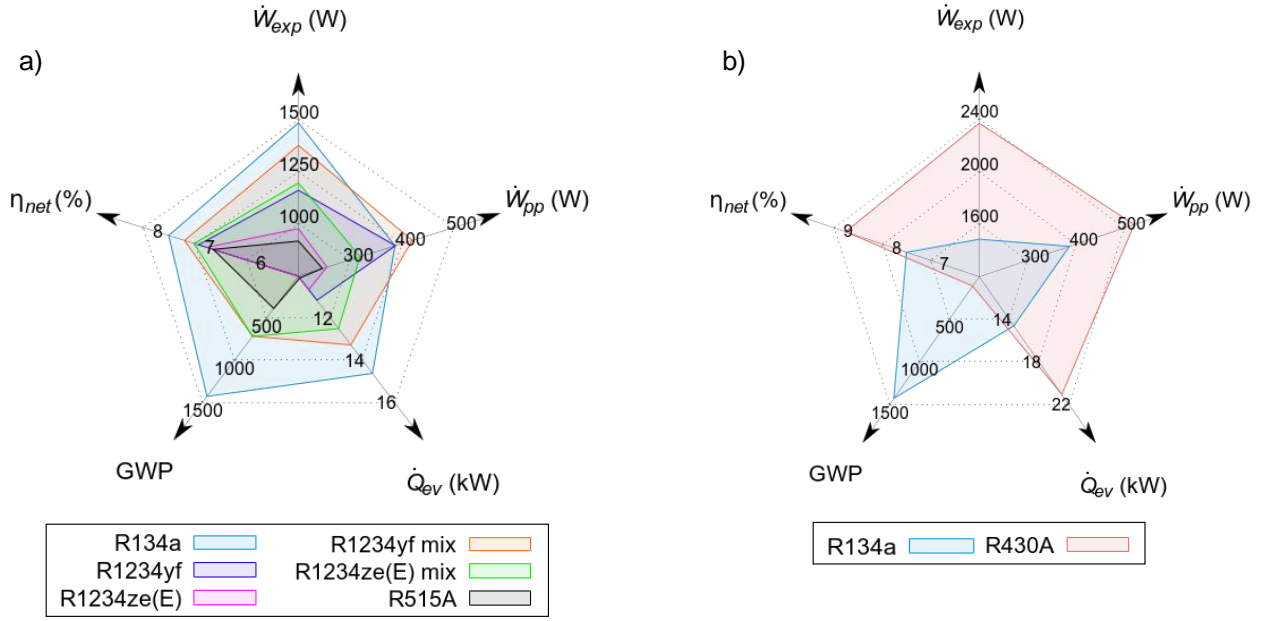 a)
Ẇexp (W)
1500
1250
1000
Ẇpp (W)
500
400
300
ηnet (%)
8
7
6
500
1000
1500
12
14
16
GWP
Q̇ev (kW)
R134a
R1234yf
R1234ze(E)
R1234yf mix
R1234ze(E) mix
R515A
b)
Ẇexp (W)
2400
2000
1600
Ẇpp (W)
500
400
300
ηnet (%)
9
8
7
500
1000
1500
14
18
22
GWP
Q̇ev (kW)
R134a
R430A